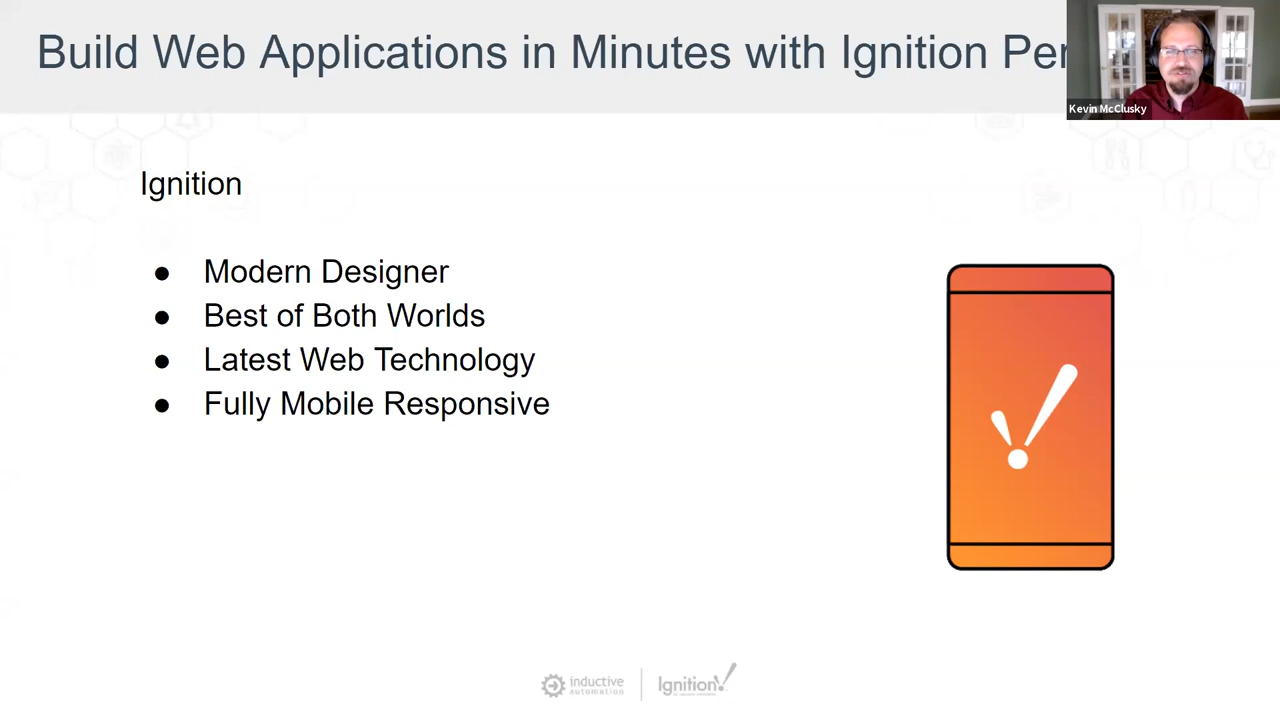 Build Web Applications in Minutes with Ignition Per
Kevin McClusky
Ignition
● Modern Designer
● Best of Both Worlds
● Latest Web Technology
● Fully Mobile Responsive
inductive
automation
Ignition!